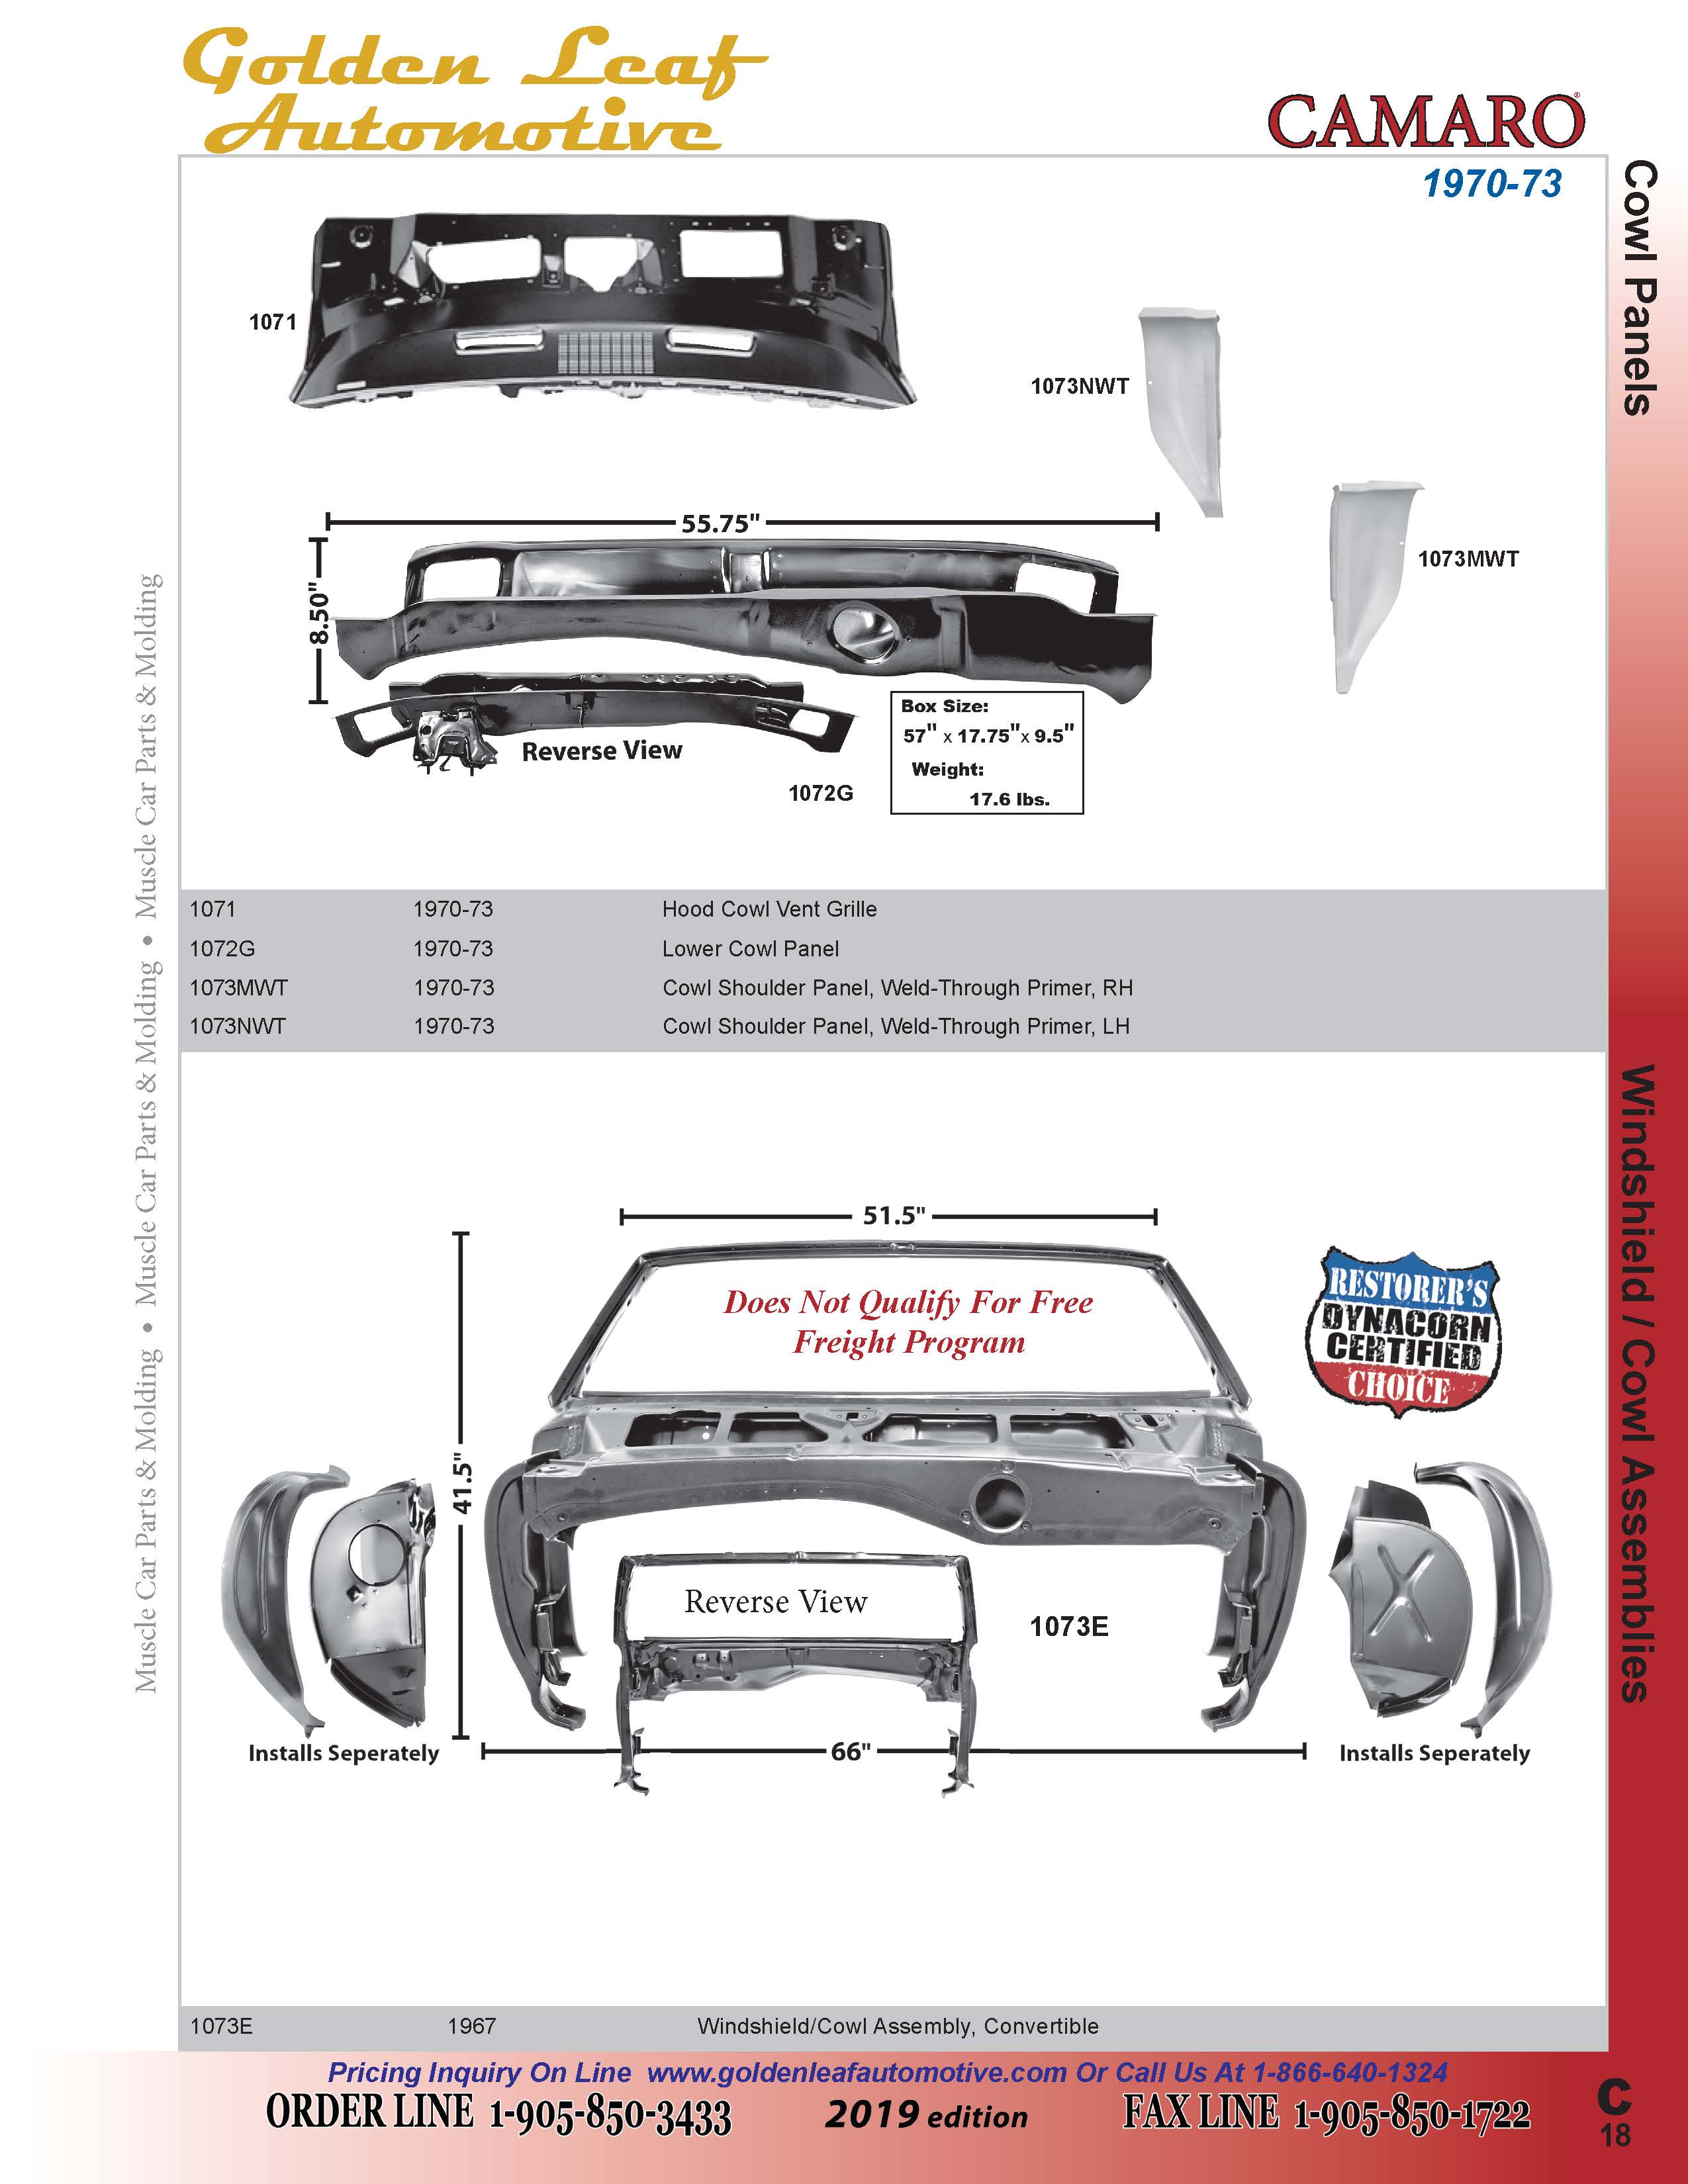 Golden Leaf
Automotive
CAMARO®
1970-73
Cowl Panels
1071
1073NWT
1073MWT
55.75"
8.50"
Reverse View
1072G
Box Size:
57" x 17.75"x 9.5"
Weight:
17.6 lbs.
Muscle Car Parts & Molding • Muscle Car Parts & Molding • Muscle Car Parts & Molding
1071 1970-73 Hood Cowl Vent Grille
1072G 1970-73 Lower Cowl Panel
1073MWT 1970-73 Cowl Shoulder Panel, Weld-Through Primer, RH
1073NWT 1970-73 Cowl Shoulder Panel, Weld-Through Primer, LH
Windshield / Cowl Assemblies
51.5"
Does Not Qualify For Free
Freight Program
RESTORER'S
DYNACORN
CERTIFIED
CHOICE
41.5"
Reverse View
1073E
Installs Seperately
66"
Installs Seperately
1073E 1967 Windshield/Cowl Assembly, Convertible
Pricing Inquiry On Line www.goldenleafautomotive.com Or Call Us At 1-866-640-1324
ORDER LINE 1-905-850-3433 2019 edition FAX LINE 1-905-850-1722
C
18